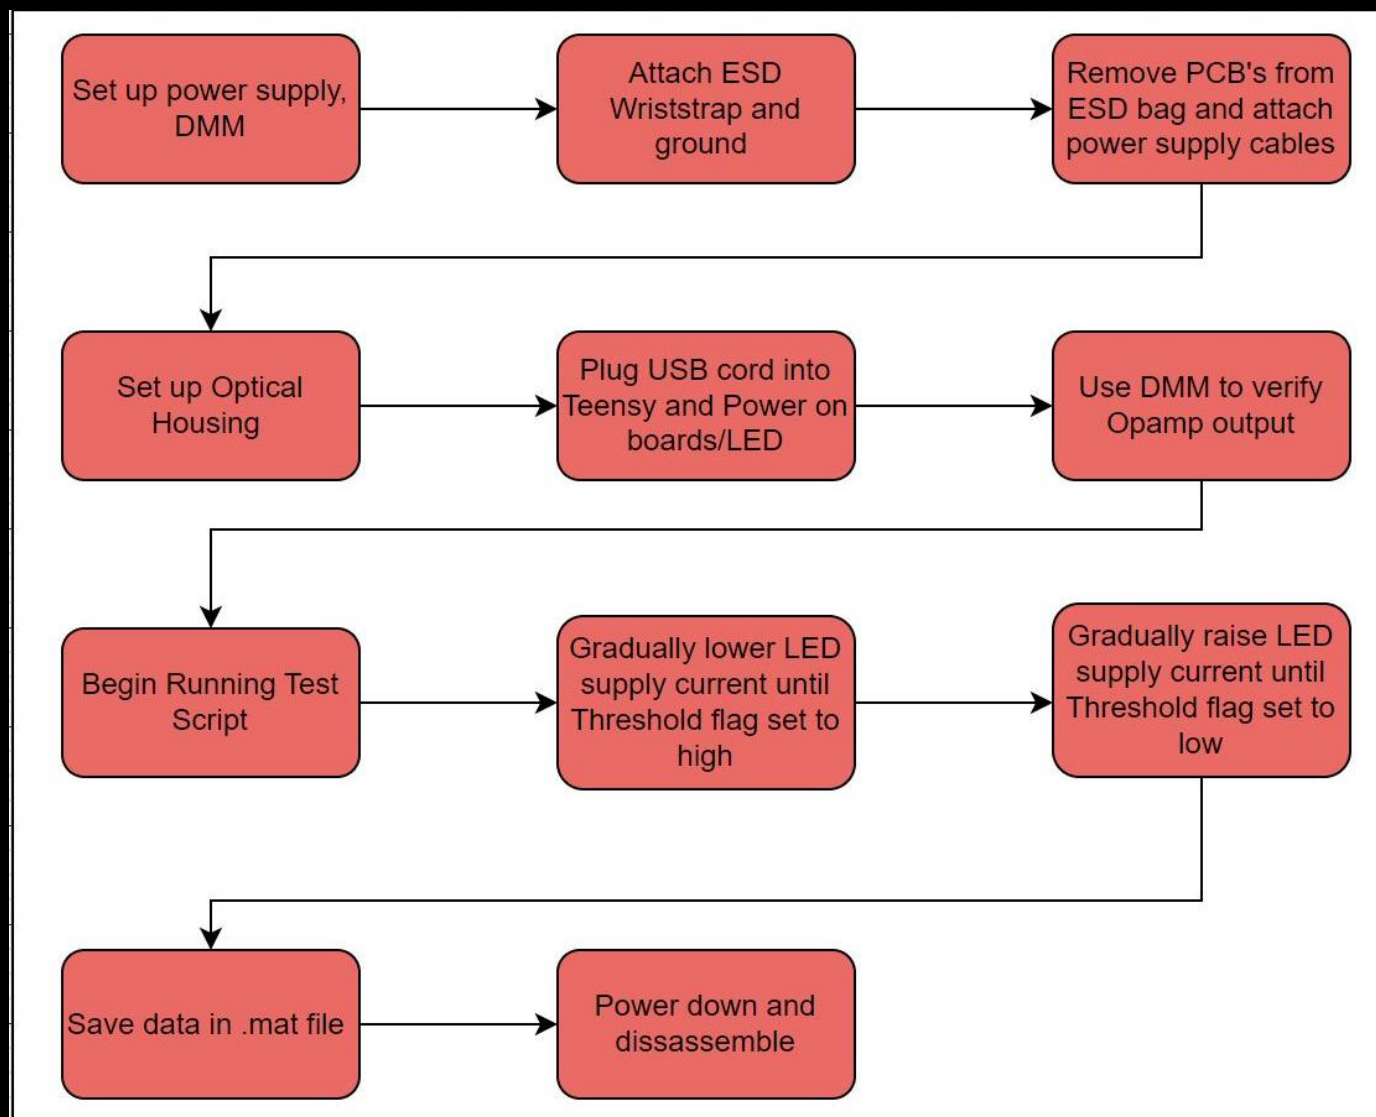 Set up power supply,
DMM
Attach ESD
Wriststrap and
ground
Remove PCB's from
ESD bag and attach
power supply cables
Set up Optical
Housing
Plug USB cord into
Teensy and Power on
boards/LED
Use DMM to verify
Opamp output
Begin Running Test
Script
Gradually lower LED
supply current until
Threshold flag set to
high
Gradually raise LED
supply current until
Threshold flag set to
low
Save data in .mat file
Power down and
dissassemble